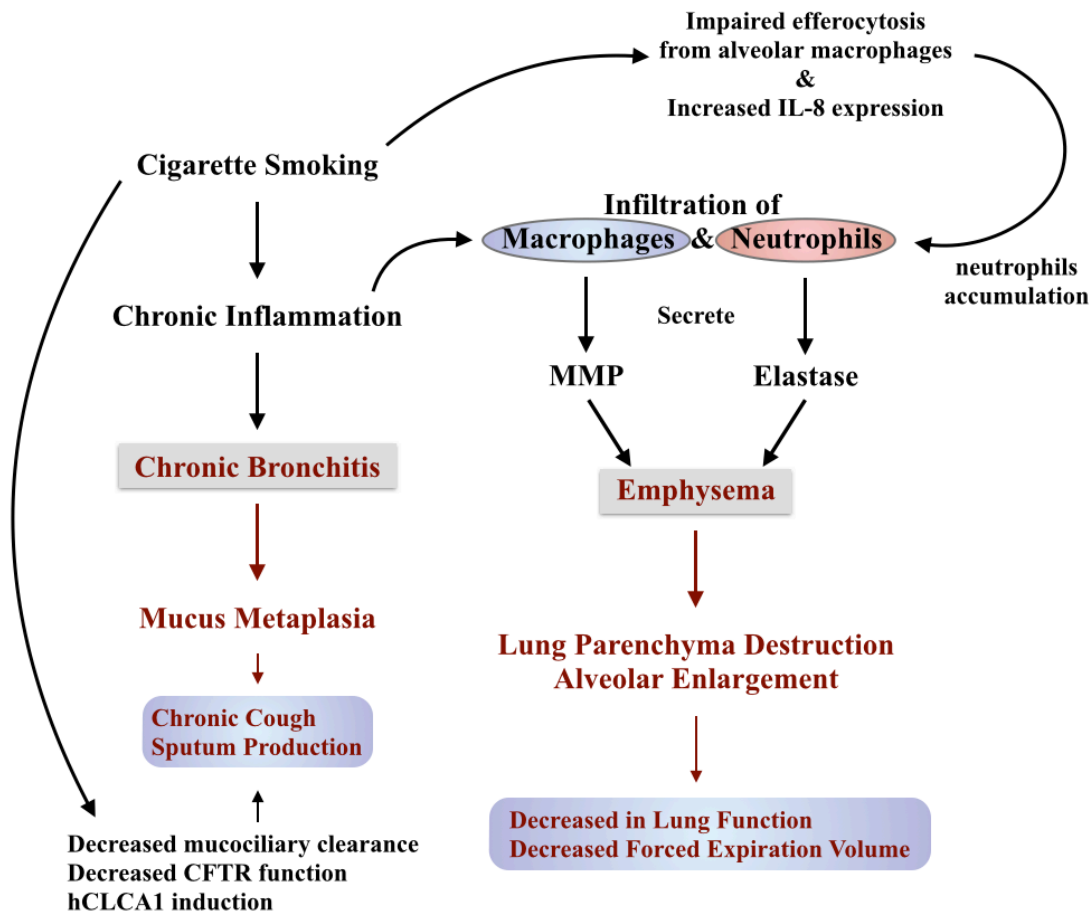 Impaired efferocytosis
from alveolar macrophages
&
Increased IL-8 expression
Cigarette Smoking
Infiltration of
Macrophages & Neutrophils
neutrophils
accumulation
Chronic Inflammation
Secrete
MMP
Elastase
Chronic Bronchitis
Emphysema
Mucus Metaplasia
Lung Parenchyma Destruction
Alveolar Enlargement
Chronic Cough
Sputum Production
Decreased in Lung Function
Decreased Forced Expiration Volume
Decreased mucociliary clearance
Decreased CFTR function
hCLCA1 induction